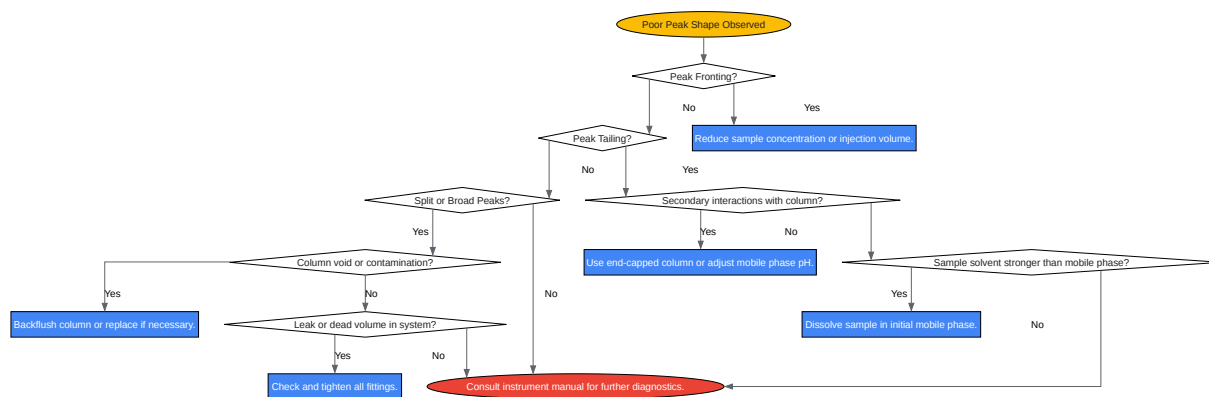 Poor Peak Shape Observed
Peak Fronting?
No
Yes
Peak Tailing?
Reduce sample concentration or injection volume.
No
Yes
Split or Broad Peaks?
Secondary interactions with column?
Yes
Yes
No
Column void or contamination?
Use end-capped column or adjust mobile phase pH.
Sample solvent stronger than mobile phase?
Yes
No
No
Yes
Backflush column or replace if necessary.
Leak or dead volume in system?
Dissolve sample in initial mobile phase.
No
Yes
No
Check and tighten all fittings.
Consult instrument manual for further diagnostics.